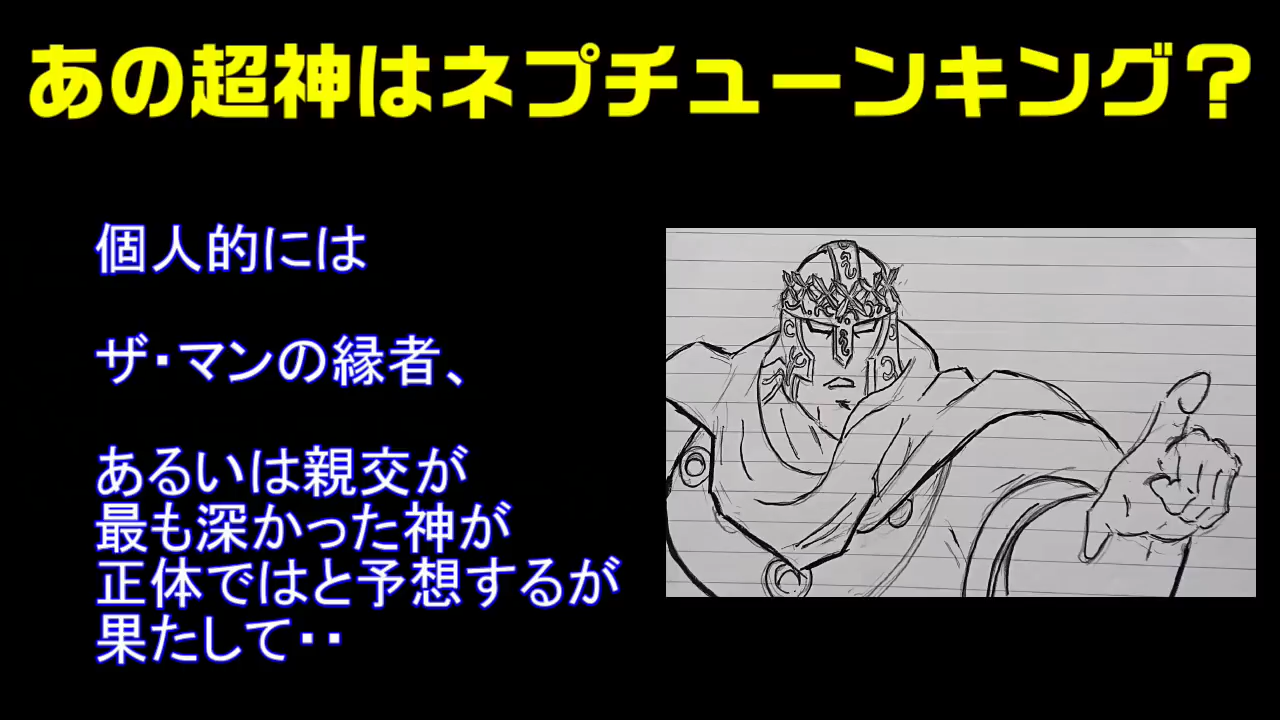 あの超神はネプチューンキング？
個人的には
ザ・マンの縁者、
あるいは親交が
最も深かった神が
正体ではと予想するが
果たして・・